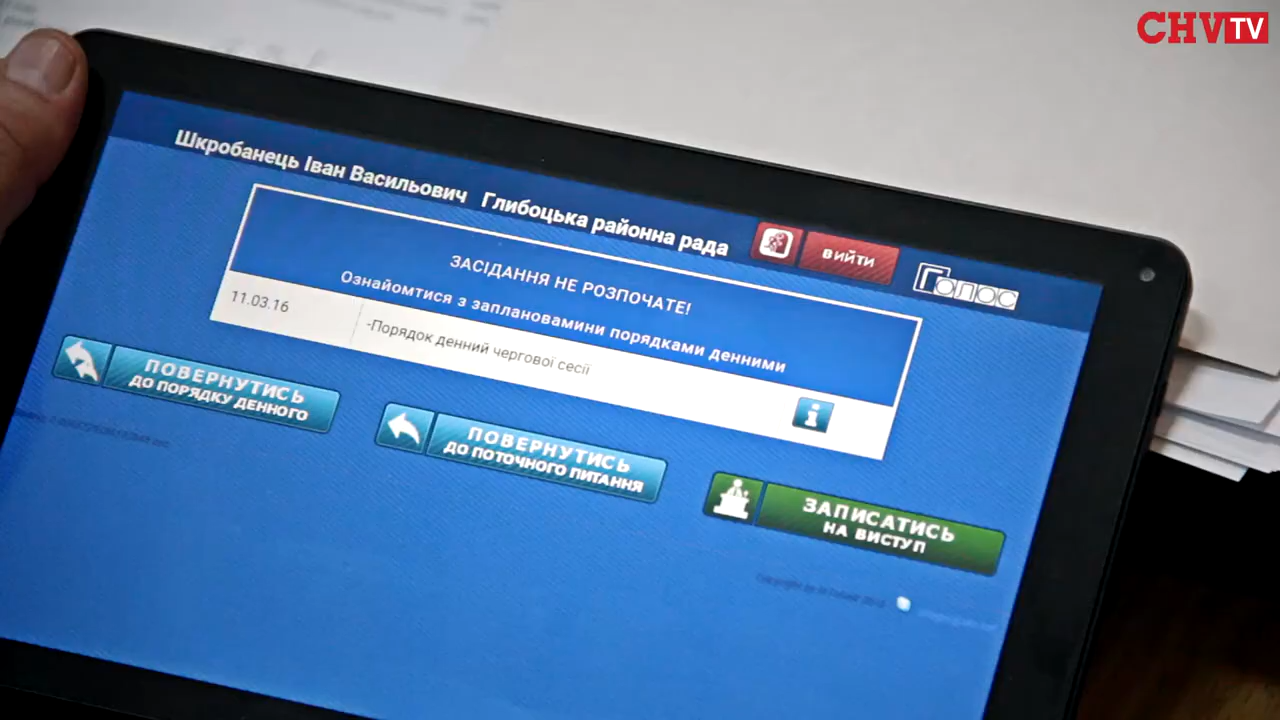 CHVTV
Шкробанець Іван Васильович Глибоцька районна рада
ВИЙТИ
Голос
ЗАСІДАННЯ НЕ РОЗПОЧАТЕ!
Ознайомтися з запланованими порядками денними
11.03.16
-Порядок денний чергової сесії
ПОВЕРНУТИСЬ
ДО ПОРЯДКУ ДЕННОГО
ПОВЕРНУТИСЬ
ДО ПОТОЧНОГО ПИТАННЯ
ЗАПИСАТИСЬ
НА ВИСТУП